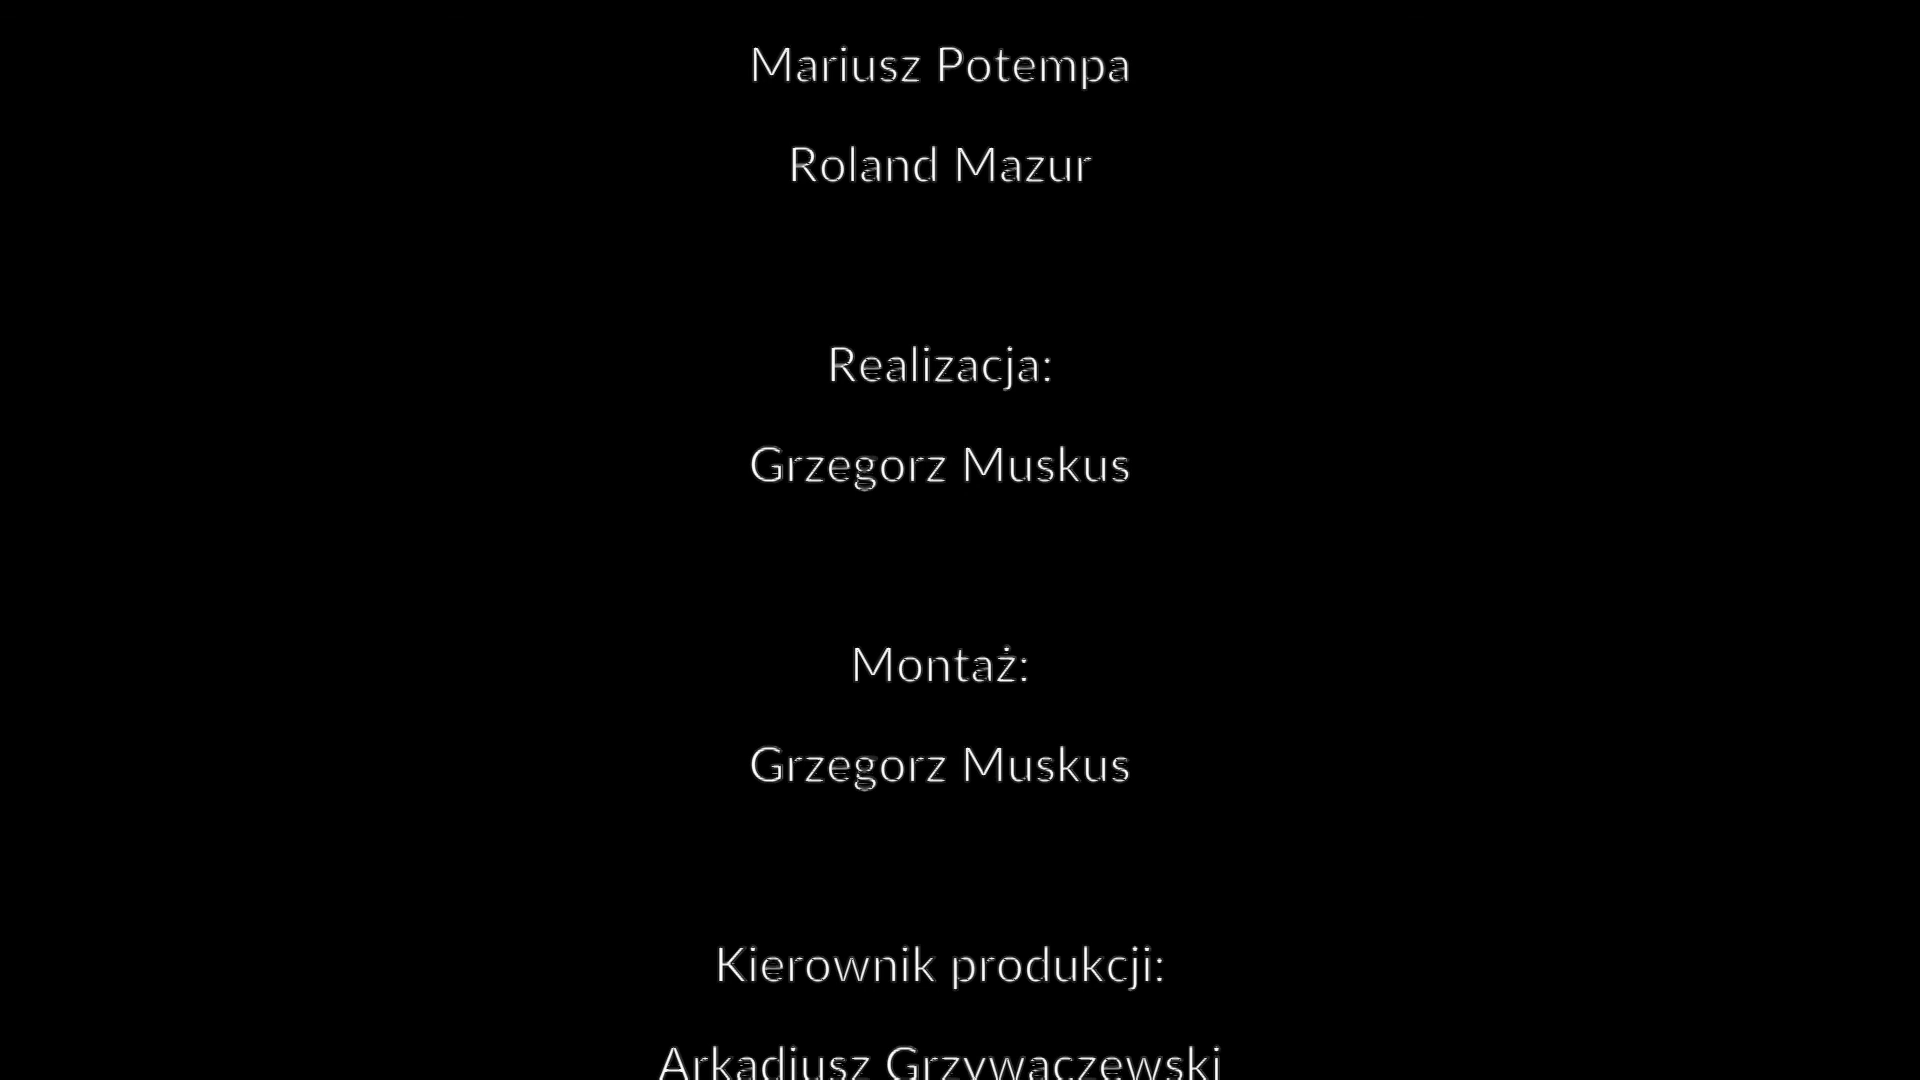 Mariusz Potempa
Roland Mazur
Realizacja:
Grzegorz Muskus
Montaż:
Grzegorz Muskus
Kierownik produkcji:
Arkadiusz Grzywaczewski